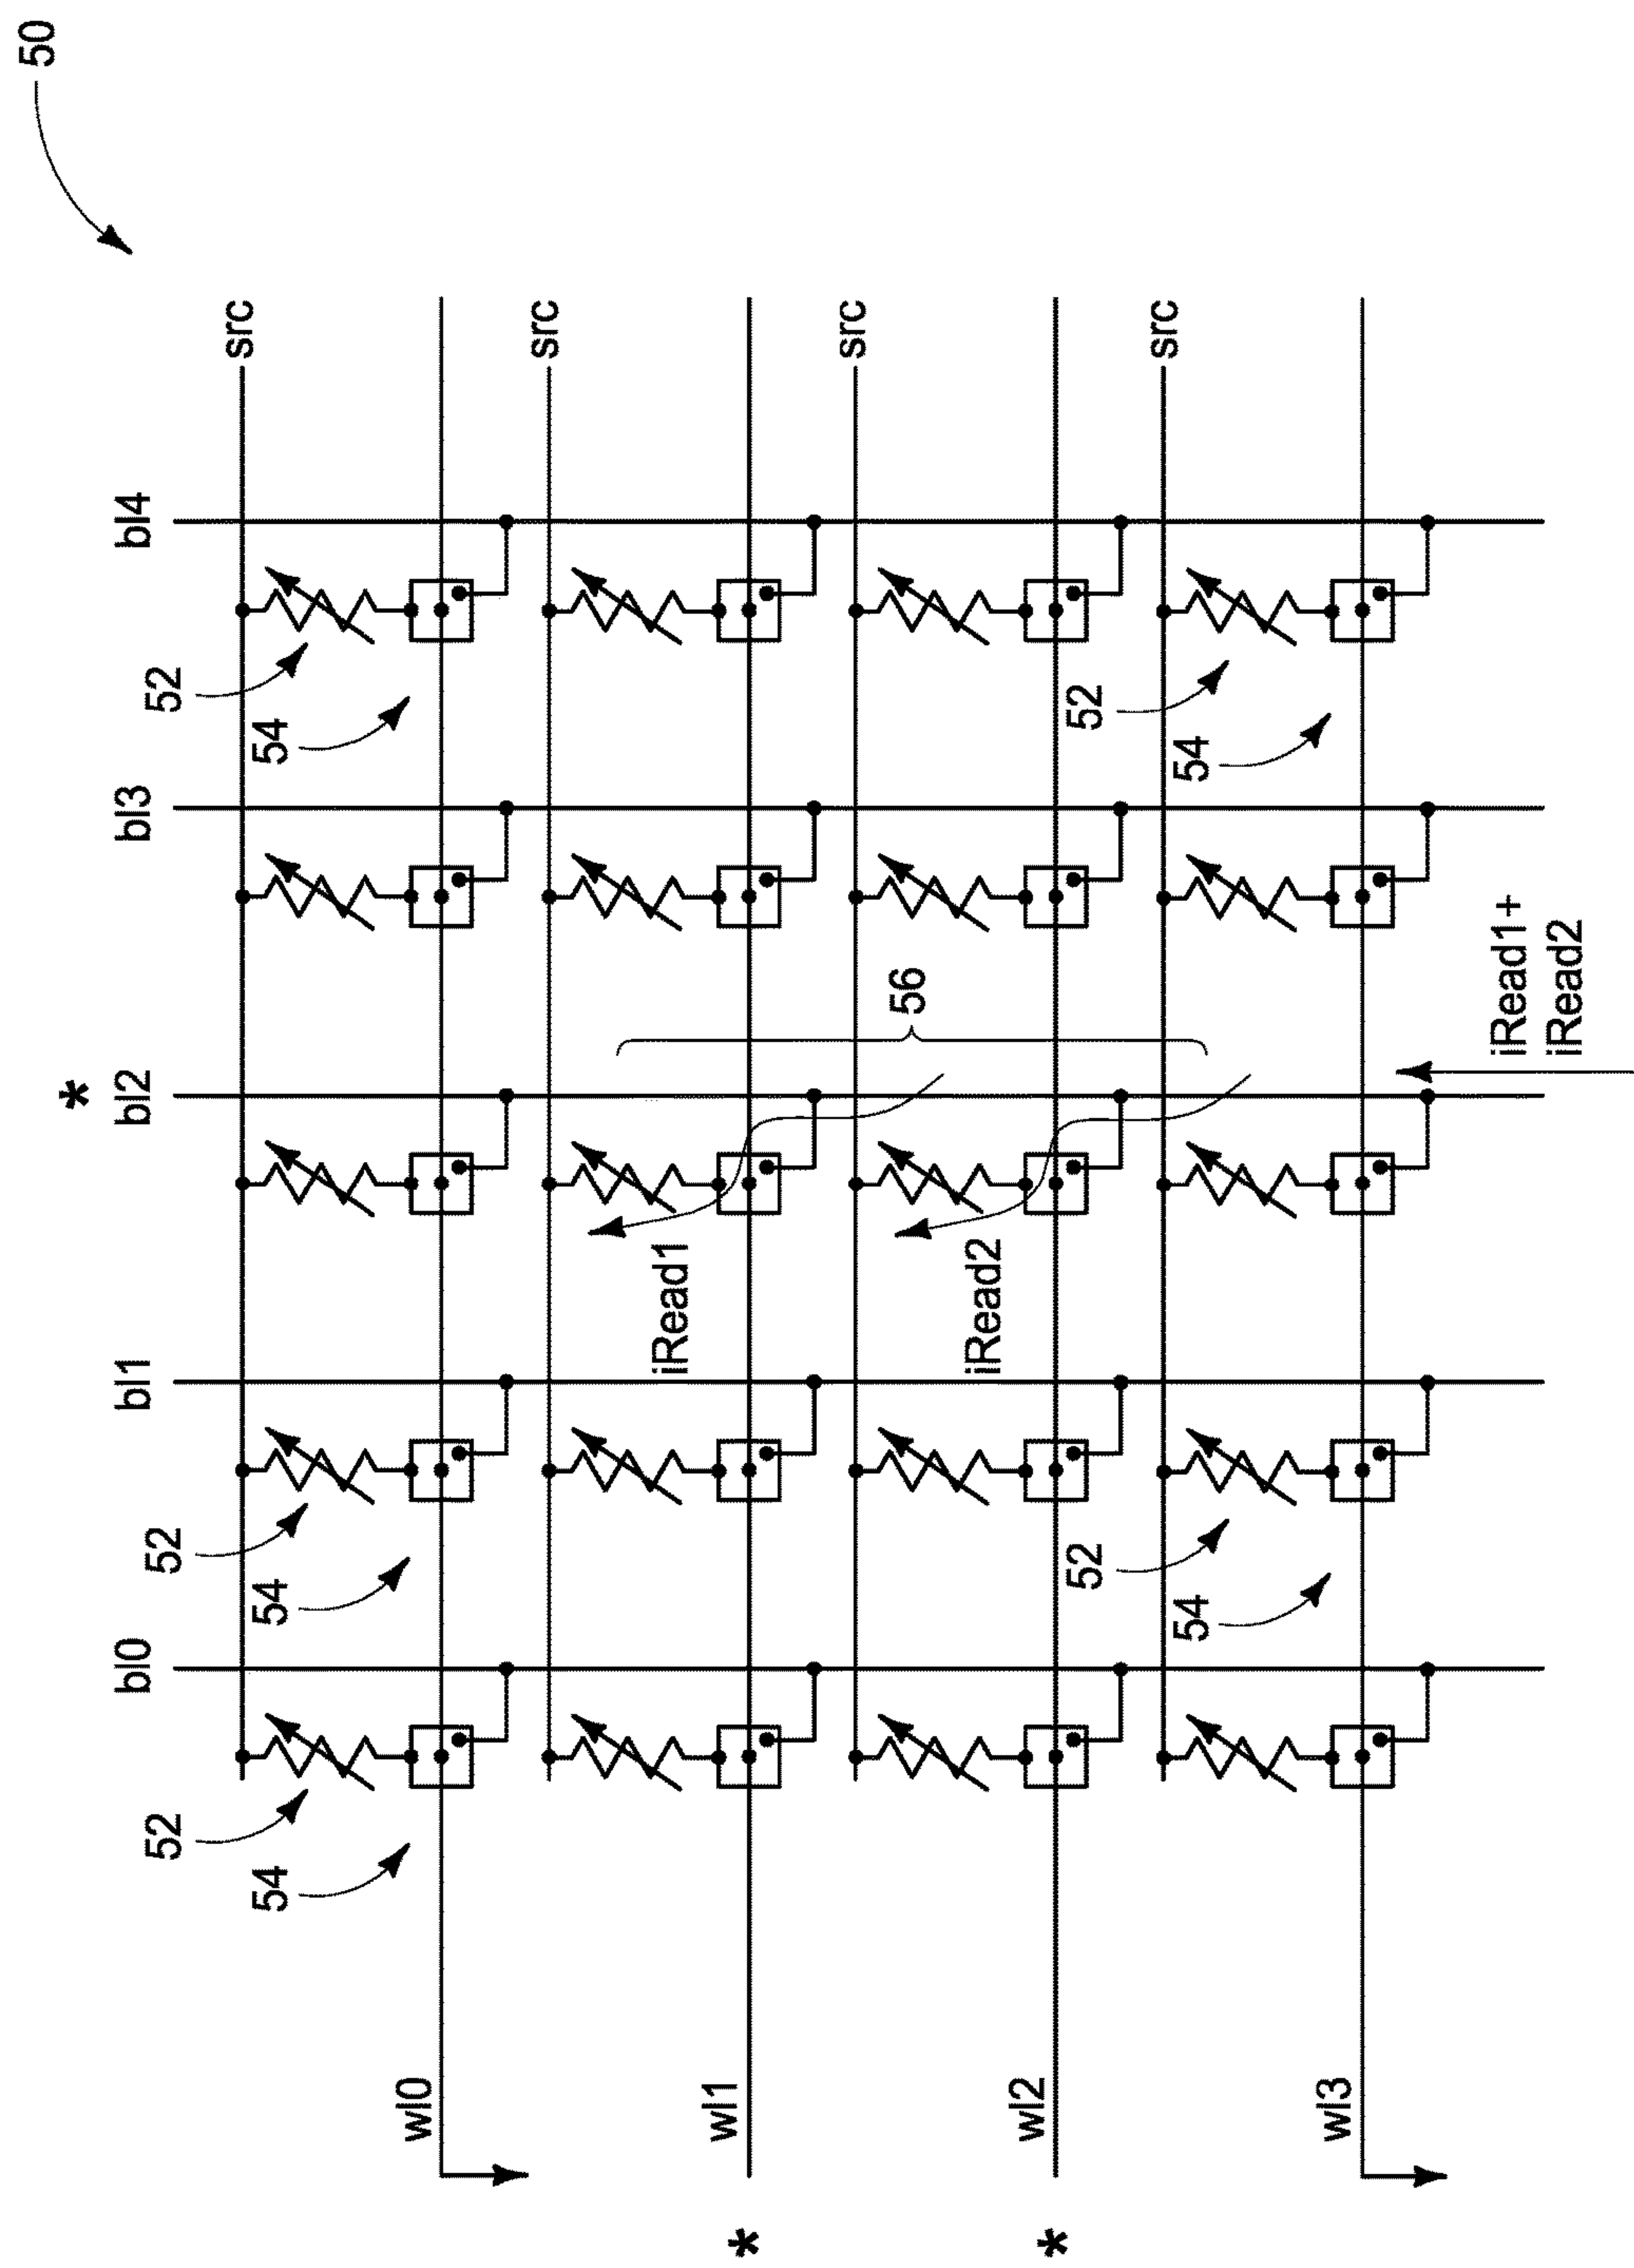 50
*
bl0 bl1 bl2 bl3 bl4
52 52 52
src
54 54 54
wl0
src
iRead1
wl1
*
src
56
iRead2
wl2
*
52 52
src
54 54
wl3
iRead1+
iRead2